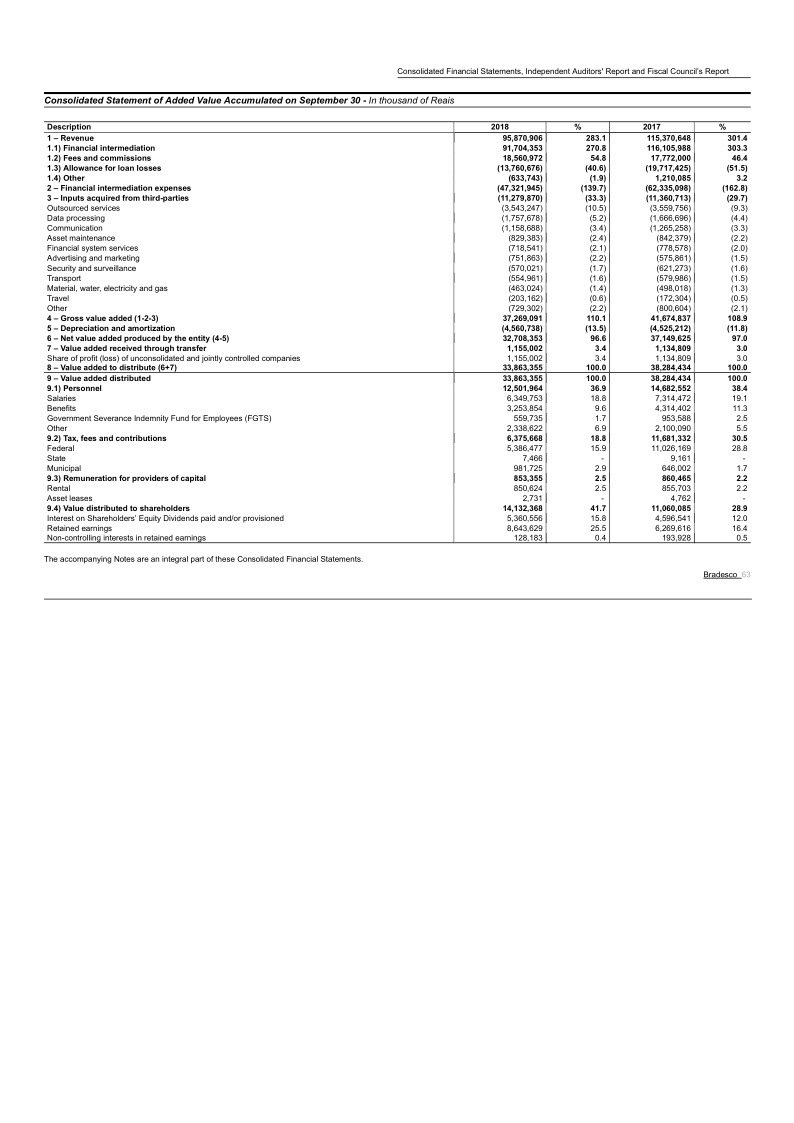 Consolidated Financial Statements, Independent Auditors' Report and Fiscal Council's Report
Consolidated Statement of Added Value Accumulated on September 30 - In thousand of Reais
Description 2018 % 2017 %
1 – Revenue 95,870,906 283.1 115,370,648 301.4
1.1) Financial intermediation 91,704,353 270.8 116,105,988 303.3
1.2) Fees and commissions 18,560,972 54.8 17,772,000 46.4
1.3) Allowance for loan losses (13,760,676) (40.6) (19,717,425) (51.5)
1.4) Other (633,743) (1.9) 1,210,085 3.2
2 – Financial intermediation expenses (47,321,945) (139.7) (62,335,098) (162.8)
3 – Inputs acquired from third-parties (11,279,870) (33.3) (11,360,713) (29.7)
Outsourced services (3,543,247) (10.5) (3,559,756) (9.3)
Data processing (1,757,678) (5.2) (1,666,696) (4.4)
Communication (1,158,688) (3.4) (1,265,258) (3.3)
Asset maintenance (829,383) (2.4) (842,379) (2.2)
Financial system services (718,541) (2.1) (778,578) (2.0)
Advertising and marketing (751,863) (2.2) (575,861) (1.5)
Security and surveillance (570,021) (1.7) (621,273) (1.6)
Transport (554,961) (1.6) (579,986) (1.5)
Material, water, electricity and gas (463,024) (1.4) (498,018) (1.3)
Travel (203,162) (0.6) (172,304) (0.5)
Other (729,302) (2.2) (800,604) (2.1)
4 – Gross value added (1-2-3) 37,269,091 110.1 41,674,837 108.9
5 – Depreciation and amortization (4,560,738) (13.5) (4,525,212) (11.8)
6 – Net value added produced by the entity (4-5) 32,708,353 96.6 37,149,625 97.0
7 – Value added received through transfer 1,155,002 3.4 1,134,809 3.0
Share of profit (loss) of unconsolidated and jointly controlled companies 1,155,002 3.4 1,134,809 3.0
8 – Value added to distribute (6+7) 33,863,355 100.0 38,284,434 100.0
9 – Value added distributed 33,863,355 100.0 38,284,434 100.0
9.1) Personnel 12,501,964 36.9 14,682,552 38.4
Salaries 6,349,753 18.8 7,314,472 19.1
Benefits 3,253,854 9.6 4,314,402 11.3
Government Severance Indemnity Fund for Employees (FGTS) 559,735 1.7 953,588 2.5
Other 2,338,622 6.9 2,100,090 5.5
9.2) Tax, fees and contributions 6,375,668 18.8 11,681,332 30.5
Federal 5,386,477 15.9 11,026,169 28.8
State 7,466 - 9,161 -
Municipal 981,725 2.9 646,002 1.7
9.3) Remuneration for providers of capital 853,355 2.5 860,465 2.2
Rental 850,624 2.5 855,703 2.2
Asset leases 2,731 - 4,762 -
9.4) Value distributed to shareholders 14,132,368 41.7 11,060,085 28.9
Interest on Shareholders' Equity Dividends paid and/or provisioned 5,360,556 15.8 4,596,541 12.0
Retained earnings 8,643,629 25.5 6,269,616 16.4
Non-controlling interests in retained earnings 128,183 0.4 193,928 0.5
The accompanying Notes are an integral part of these Consolidated Financial Statements.
Bradesco 63